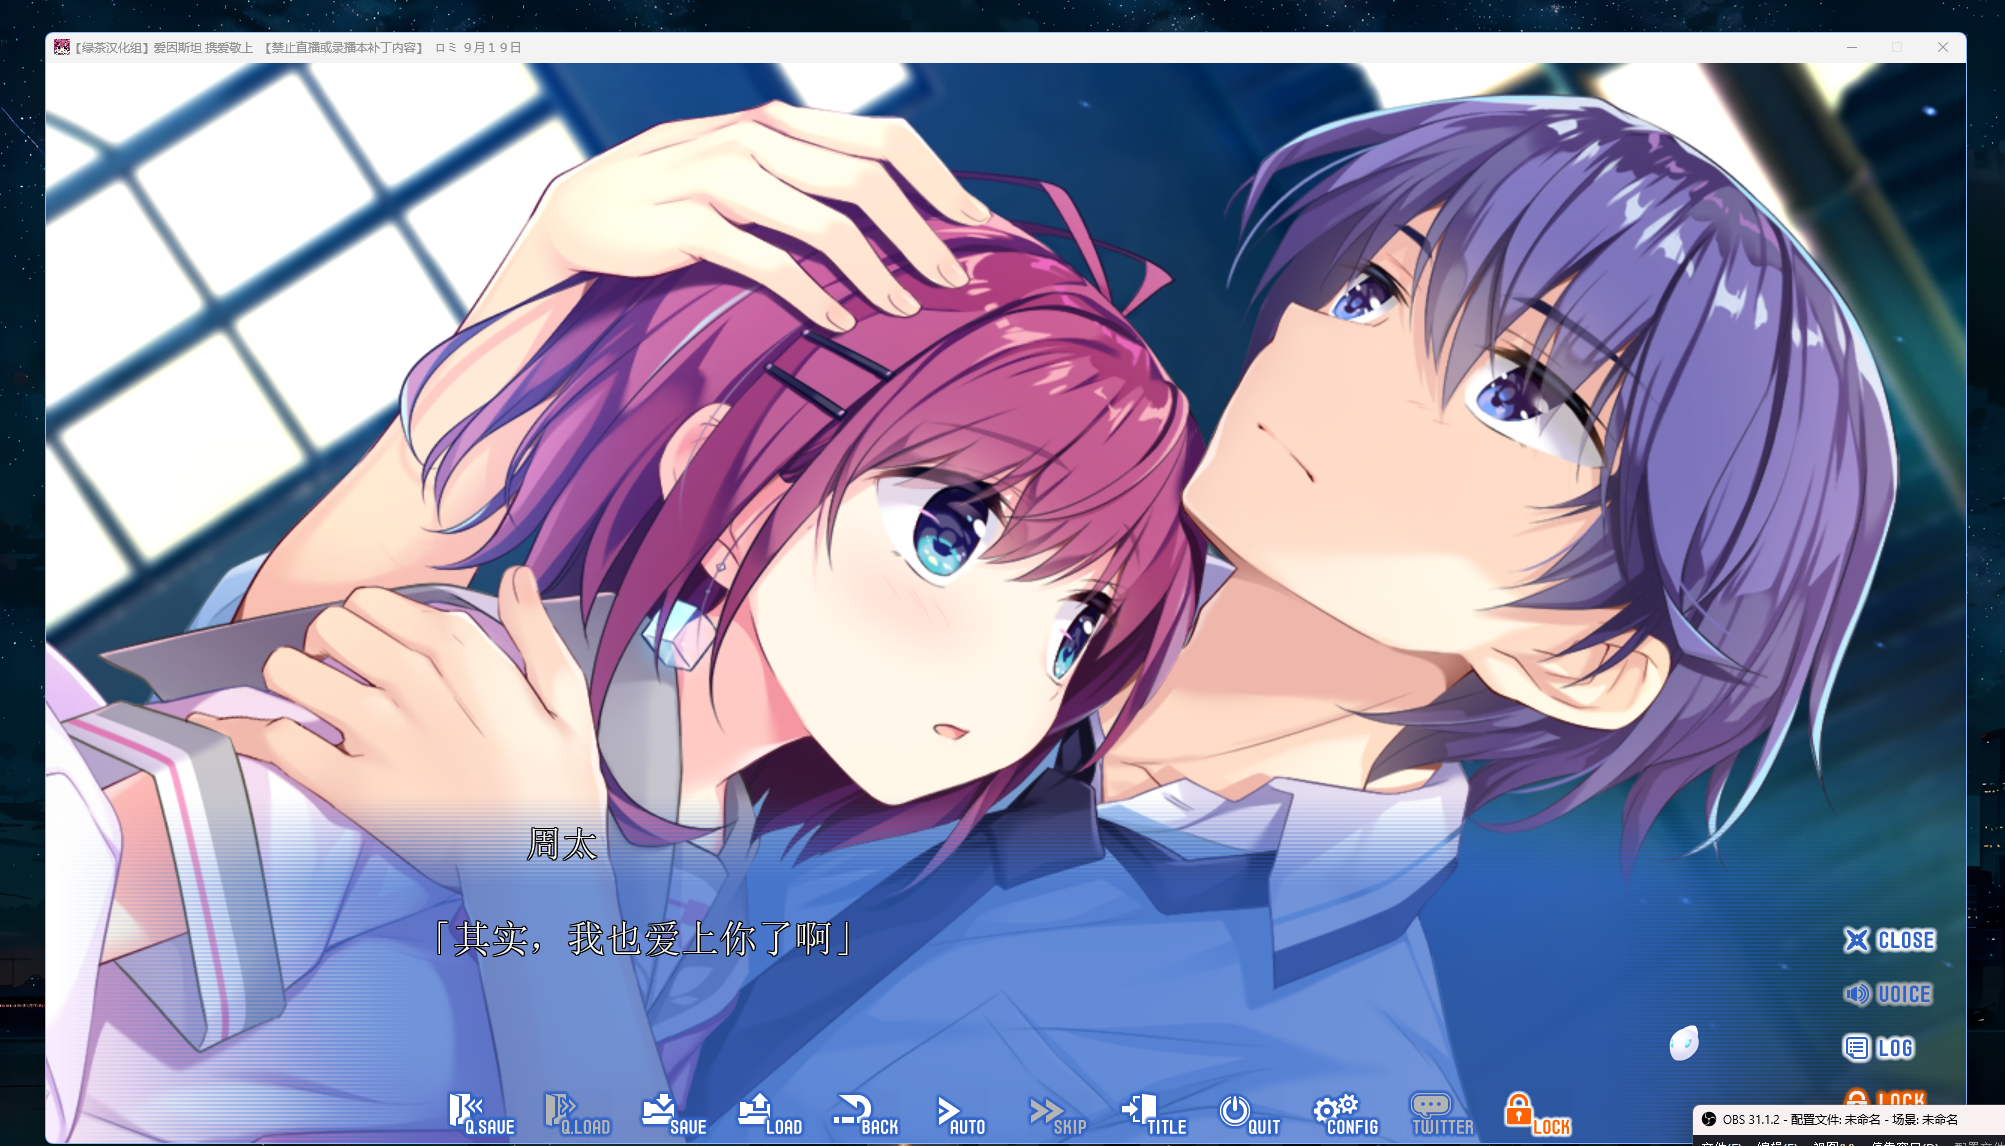 【绿茶汉化组】爱因斯坦 携爱敬上 【禁止直播或录播本补丁内容】 ロミ 9月19日
周太
「其实，我也爱上你了啊」
CLOSE
VOICE
LOG
LOCK
Q.SAVE Q.LOAD SAVE LOAD BACK AUTO SKIP TITLE QUIT CONFIG TWITTER LOCK
OBS 31.1.2 - 配置文件: 未命名 - 场景: 未命名